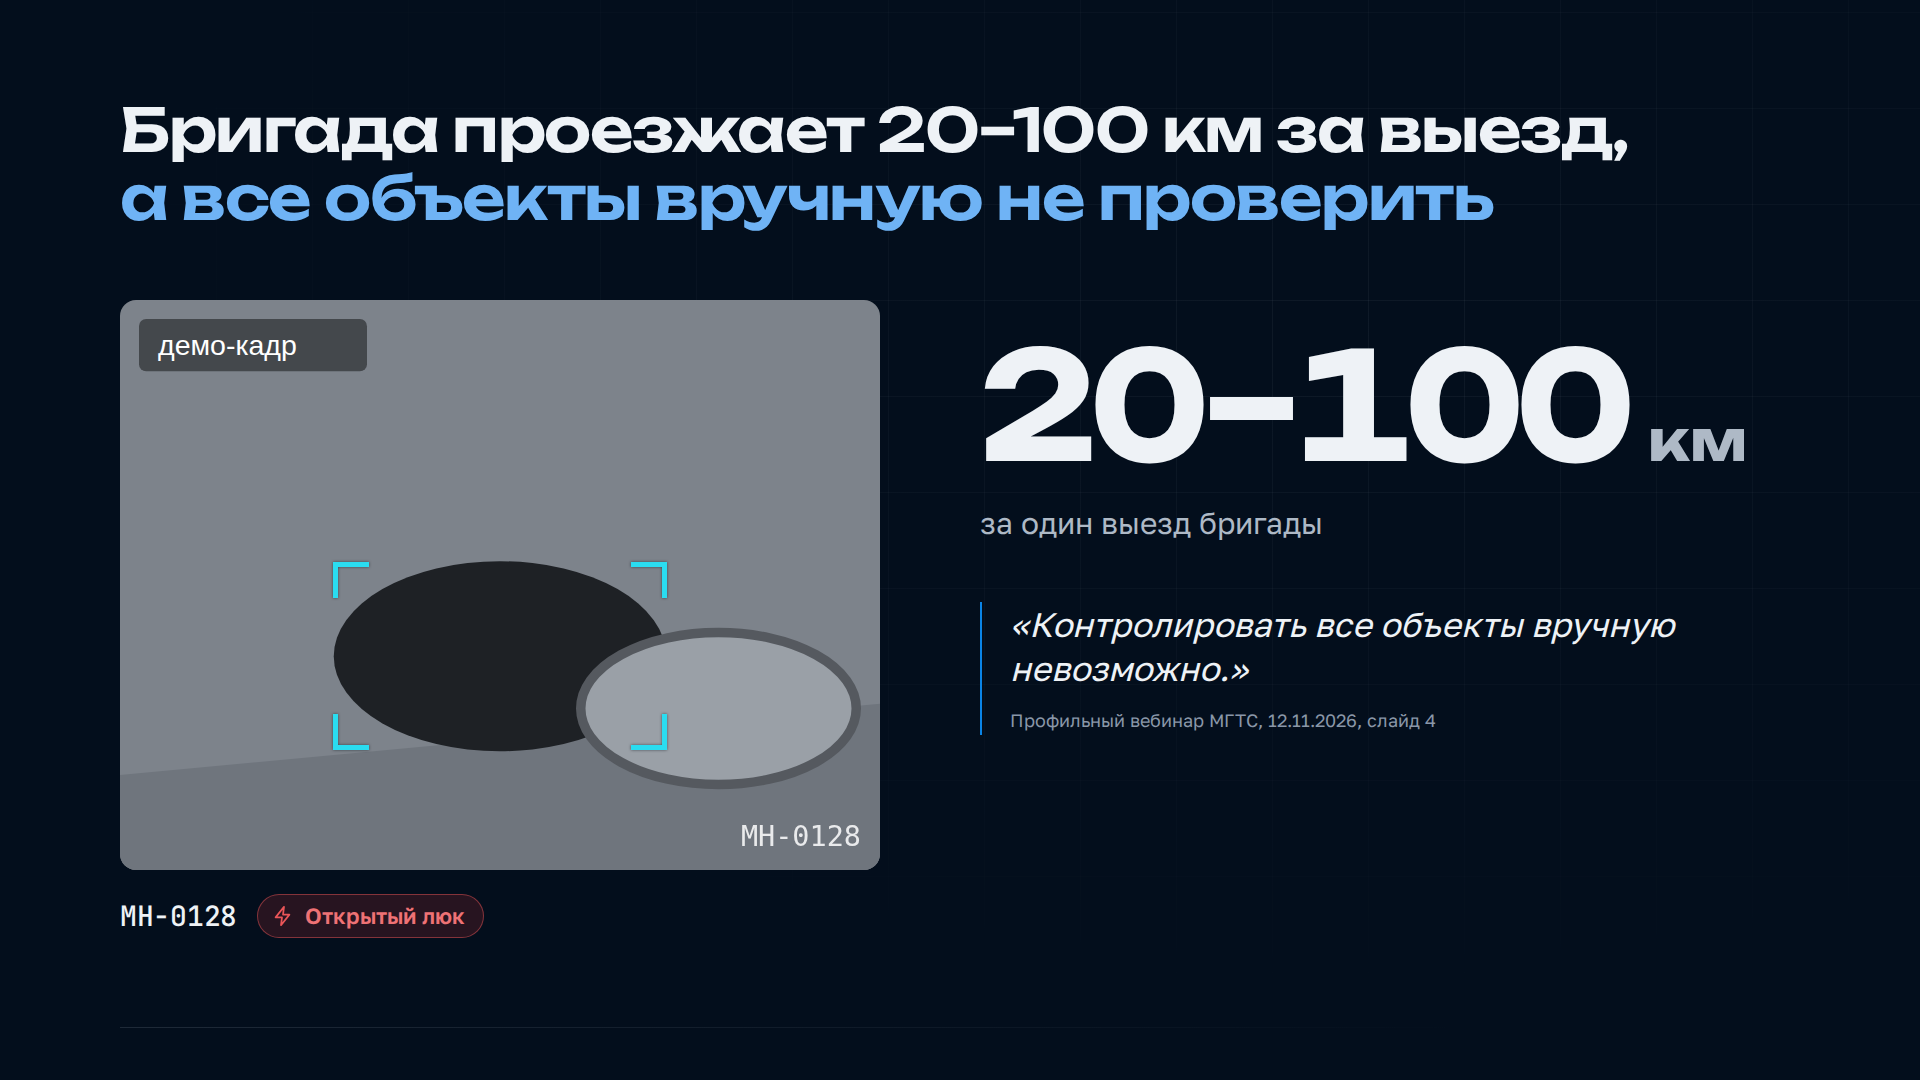 Бригада проезжает 20–100 км за выезд,
а все объекты вручную не проверить
демо-кадр
MH-0128
MH-0128
Открытый люк
20–100 км
за один выезд бригады
«Контролировать все объекты вручную
невозможно.»
Профильный вебинар МГТС, 12.11.2026, слайд 4